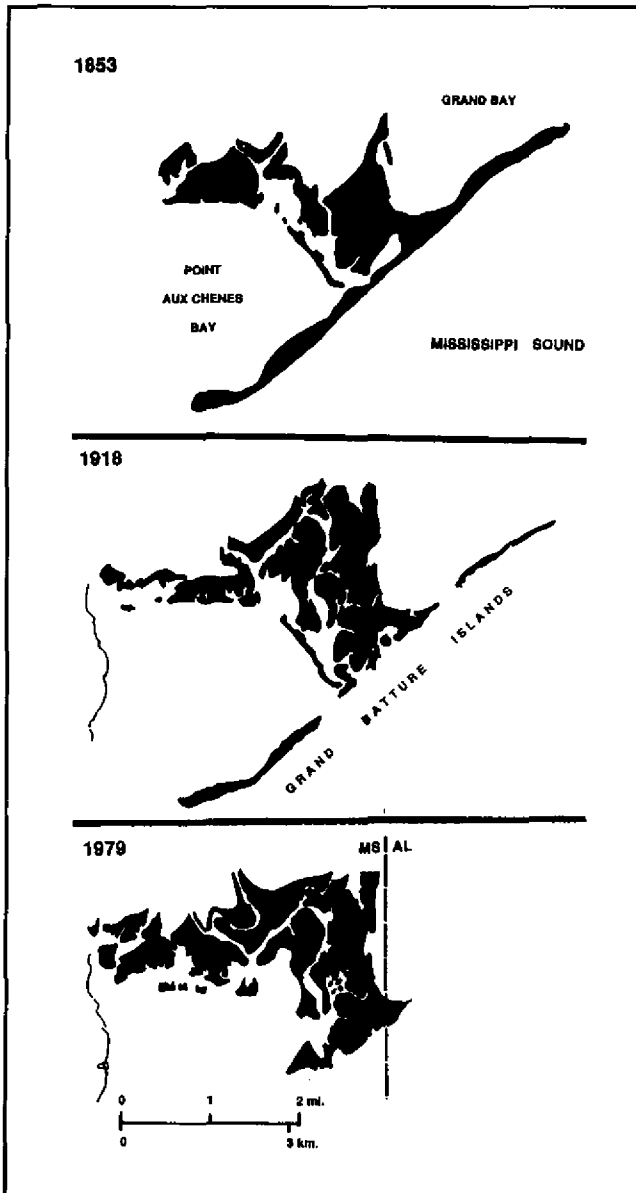 1853
GRAND BAY
POINT
AUX CHENES
BAY
MISSISSIPPI SOUND
1918
GRAND BATTURE ISLANDS
1979
MS AL
0 1 2 mi.
0 3 km.